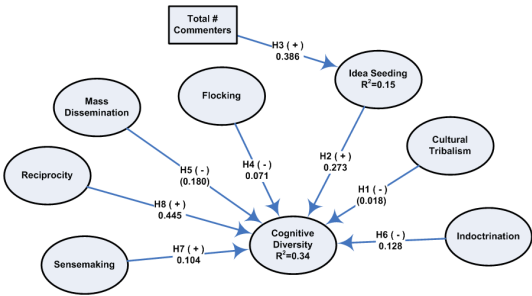 Total #
Commenters
H3 ( + )
0.386
Idea Seeding
R²=0.15
Mass
Dissemination
Flocking
Cultural
Tribalism
H5 ( - )
(0.180)
H4 ( - )
0.071
H2 ( + )
0.273
H1 ( - )
(0.018)
Reciprocity
H8 ( + )
0.445
Cognitive
Diversity
R²=0.34
H6 ( - )
0.128
Indoctrination
Sensemaking
H7 ( + )
0.104